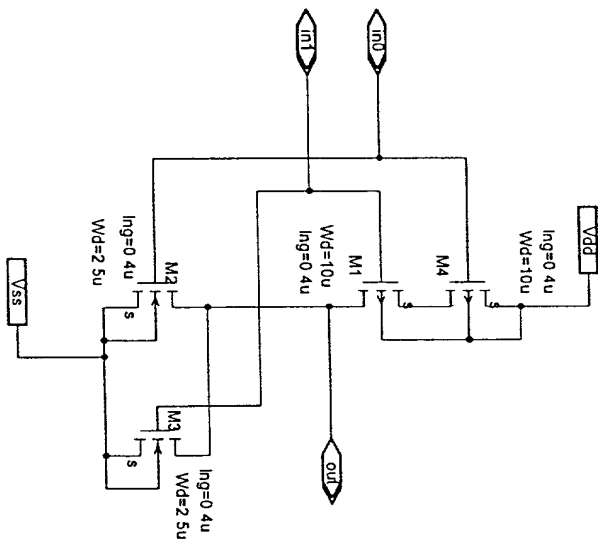 in1
in0
Vdd
lng=0 4u
Wd=10u
M4
M1
Wd=10u
lng=0 4u
M2
lng=0 4u
Wd=2 5u
M3
lng=0 4u
Wd=2 5u
s
s
s
s
Vss
out